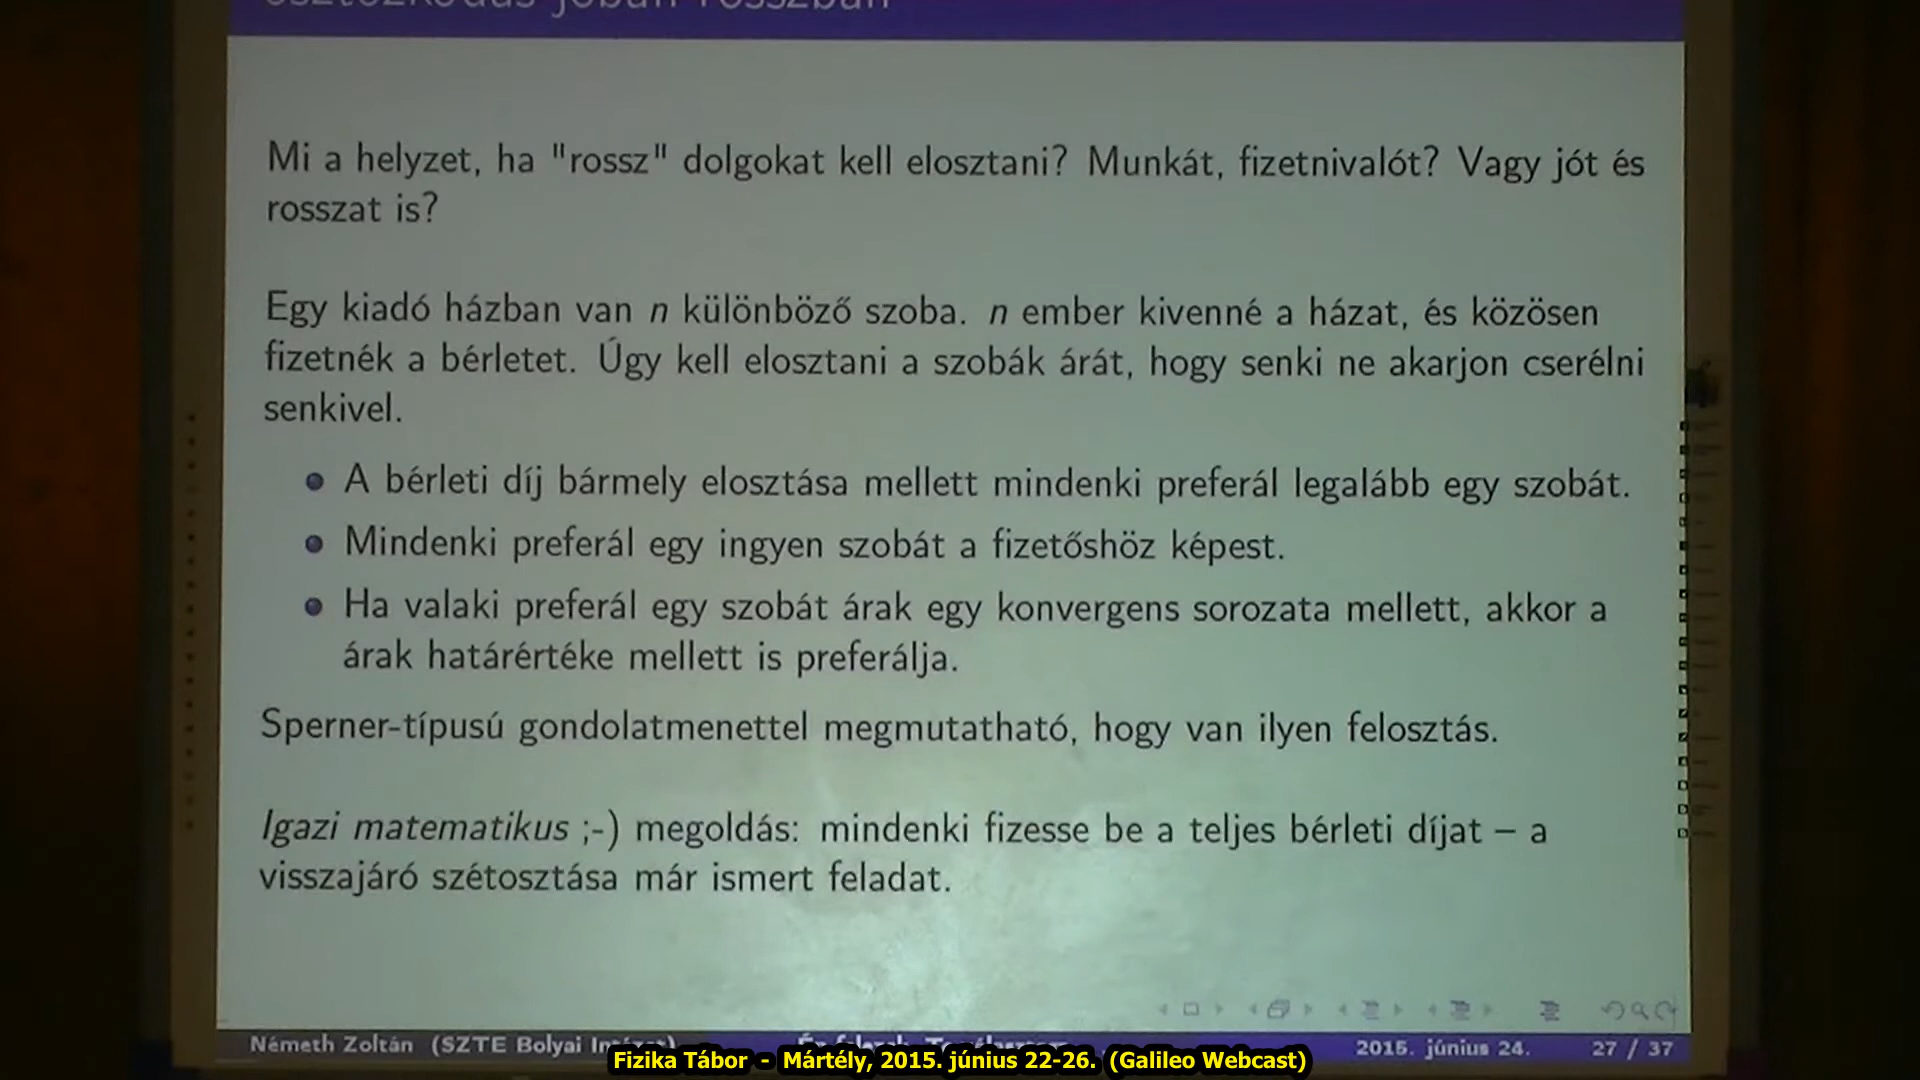 osztozkodás jóban rosszban
Mi a helyzet, ha "rossz" dolgokat kell elosztani? Munkát, fizetnivalót? Vagy jót és
rosszat is?
Egy kiadó házban van n különböző szoba. n ember kivenné a házat, és közösen
fizetnék a bérletet. Úgy kell elosztani a szobák árát, hogy senki ne akarjon cserélni
senkivel.
A bérleti díj bármely elosztása mellett mindenki preferál legalább egy szobát.
Mindenki preferál egy ingyen szobát a fizetőshöz képest.
Ha valaki preferál egy szobát árak egy konvergens sorozata mellett, akkor a
árak határértéke mellett is preferálja.
Sperner-típusú gondolatmenettel megmutatható, hogy van ilyen felosztás.
Igazi matematikus ;-) megoldás: mindenki fizesse be a teljes bérleti díjat – a
visszajáró szétosztása már ismert feladat.
Németh Zoltán (SZTE Bolyai Intézet) 2015. június 24. 27 / 37
Fizika Tábor - Mártély, 2015. június 22-26. (Galileo Webcast)